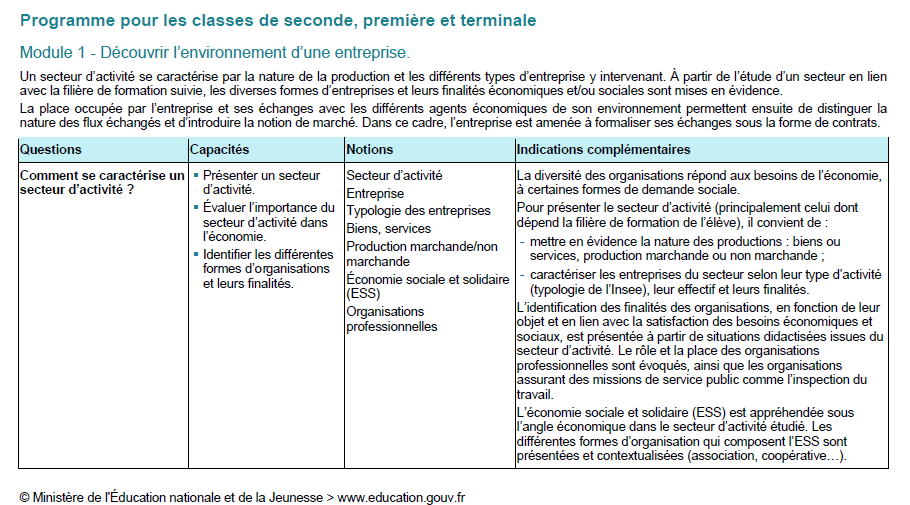 Programme pour les classes de seconde, première et terminale
Module 1 - Découvrir l'environnement d'une entreprise.
Un secteur d'activité se caractérise par la nature de la production et les différents types d'entreprise y intervenant. À partir de l'étude d'un secteur en lien
avec la filière de formation suivie, les diverses formes d'entreprises et leurs finalités économiques et/ou sociales sont mises en évidence.
La place occupée par l'entreprise et ses échanges avec les différents agents économiques de son environnement permettent ensuite de distinguer la
nature des flux échangés et d'introduire la notion de marché. Dans ce cadre, l'entreprise est amenée à formaliser ses échanges sous la forme de contrats.
Questions
Capacités
Notions
Indications complémentaires
Comment se caractérise un
secteur d'activité ?
▪ Présenter un secteur
d'activité.
▪ Évaluer l'importance du
secteur d'activité dans
l'économie.
▪ Identifier les différentes
formes d'organisations
et leurs finalités.
Secteur d'activité
Entreprise
Typologie des entreprises
Biens, services
Production marchande/non
marchande
Économie sociale et solidaire
(ESS)
Organisations
professionnelles
La diversité des organisations répond aux besoins de l'économie,
à certaines formes de demande sociale.
Pour présenter le secteur d'activité (principalement celui dont
dépend la filière de formation de l'élève), il convient de :
- mettre en évidence la nature des productions : biens ou
services, production marchande ou non marchande ;
- caractériser les entreprises du secteur selon leur type d'activité
(typologie de l'Insee), leur effectif et leurs finalités.
L'identification des finalités des organisations, en fonction de leur
objet et en lien avec la satisfaction des besoins économiques et
sociaux, est présentée à partir de situations didactisées issues du
secteur d'activité. Le rôle et la place des organisations
professionnelles sont évoqués, ainsi que les organisations
assurant des missions de service public comme l'inspection du
travail.
L'économie sociale et solidaire (ESS) est appréhendée sous
l'angle économique dans le secteur d'activité étudié. Les
différentes formes d'organisation qui composent l'ESS sont
présentées et contextualisées (association, coopérative…).
© Ministère de l'Éducation nationale et de la Jeunesse > www.education.gouv.fr